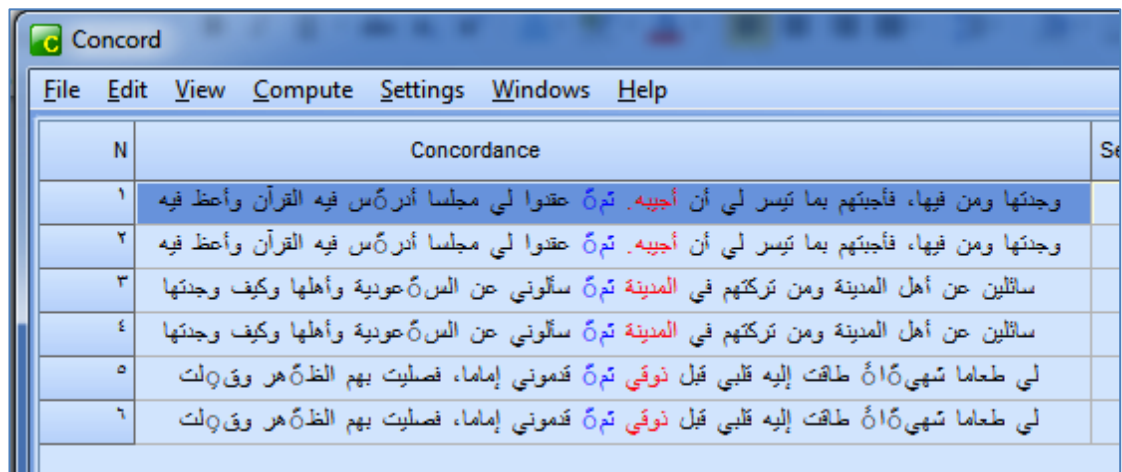 Concord
File Edit View Compute Settings Windows Help
N Concordance Se
١ وجدتها ومن فيها، فأجبتهم بما تيسر لي أن أجيبه. ثمّ عقدوا لي مجلسا أدرّس فيه القرآن وأعظ فيه
٢ وجدتها ومن فيها، فأجبتهم بما تيسر لي أن أجيبه. ثمّ عقدوا لي مجلسا أدرّس فيه القرآن وأعظ فيه
٣ سائلين عن أهل المدينة ومن تركتهم في المدينة ثمّ سألوني عن السّعودية وأهلها وكيف وجدتها
٤ سائلين عن أهل المدينة ومن تركتهم في المدينة ثمّ سألوني عن السّعودية وأهلها وكيف وجدتها
٥ لي طعاما شهيّاً طاقت إليه قلبي قبل ذوقي ثمّ قدموني إماما، فصليت بهم الظّهر وقِلت
٦ لي طعاما شهيّاً طاقت إليه قلبي قبل ذوقي ثمّ قدموني إماما، فصليت بهم الظّهر وقِلت